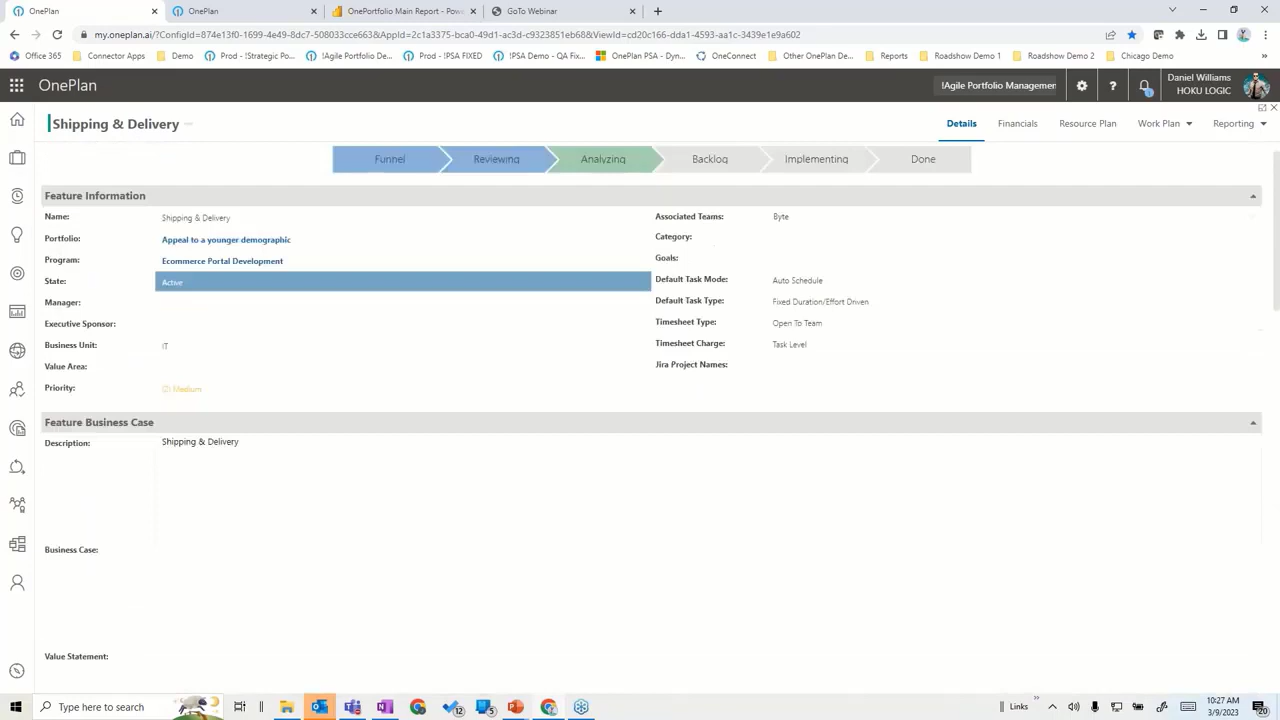 OnePlan
OnePlan
OnePortfolio Main Report - Powe
GoTo Webinar
my.oneplan.ai/?ConfigId=874e13f0-1699-4e49-8dc7-508033cce663&AppId=2c1a3375-bca0-49d1-ac3d-c9323851eb68&ViewId=cd20c166-dda1-4593-aa1c-3439e1e9a602
Office 365
Connector Apps
Demo
Prod - !Strategic Po...
!Agile Portfolio De...
Prod - !PSA FIXED
!PSA Demo - QA Fix...
OnePlan PSA - Dyn...
OneConnect
Other OnePlan De...
Reports
Roadshow Demo 1
Roadshow Demo 2
Chicago Demo
»
OnePlan
!Agile Portfolio Managemen
?
Daniel Williams
HOKU LOGIC
Shipping & Delivery
Details
Financials
Resource Plan
Work Plan
Reporting
Funnel
Reviewing
Analyzing
Backlog
Implementing
Done
Feature Information
Name:
Shipping & Delivery
Portfolio:
Appeal to a younger demographic
Program:
Ecommerce Portal Development
State:
Active
Manager:
Executive Sponsor:
Business Unit:
IT
Value Area:
Priority:
(2) Medium
Associated Teams:
Byte
Category:
Goals:
Default Task Mode:
Auto Schedule
Default Task Type:
Fixed Duration/Effort Driven
Timesheet Type:
Open To Team
Timesheet Charge:
Task Level
Jira Project Names:
Feature Business Case
Description:
Shipping & Delivery
Business Case:
Value Statement:
Type here to search
12
5
Links
10:27 AM
3/9/2023
20